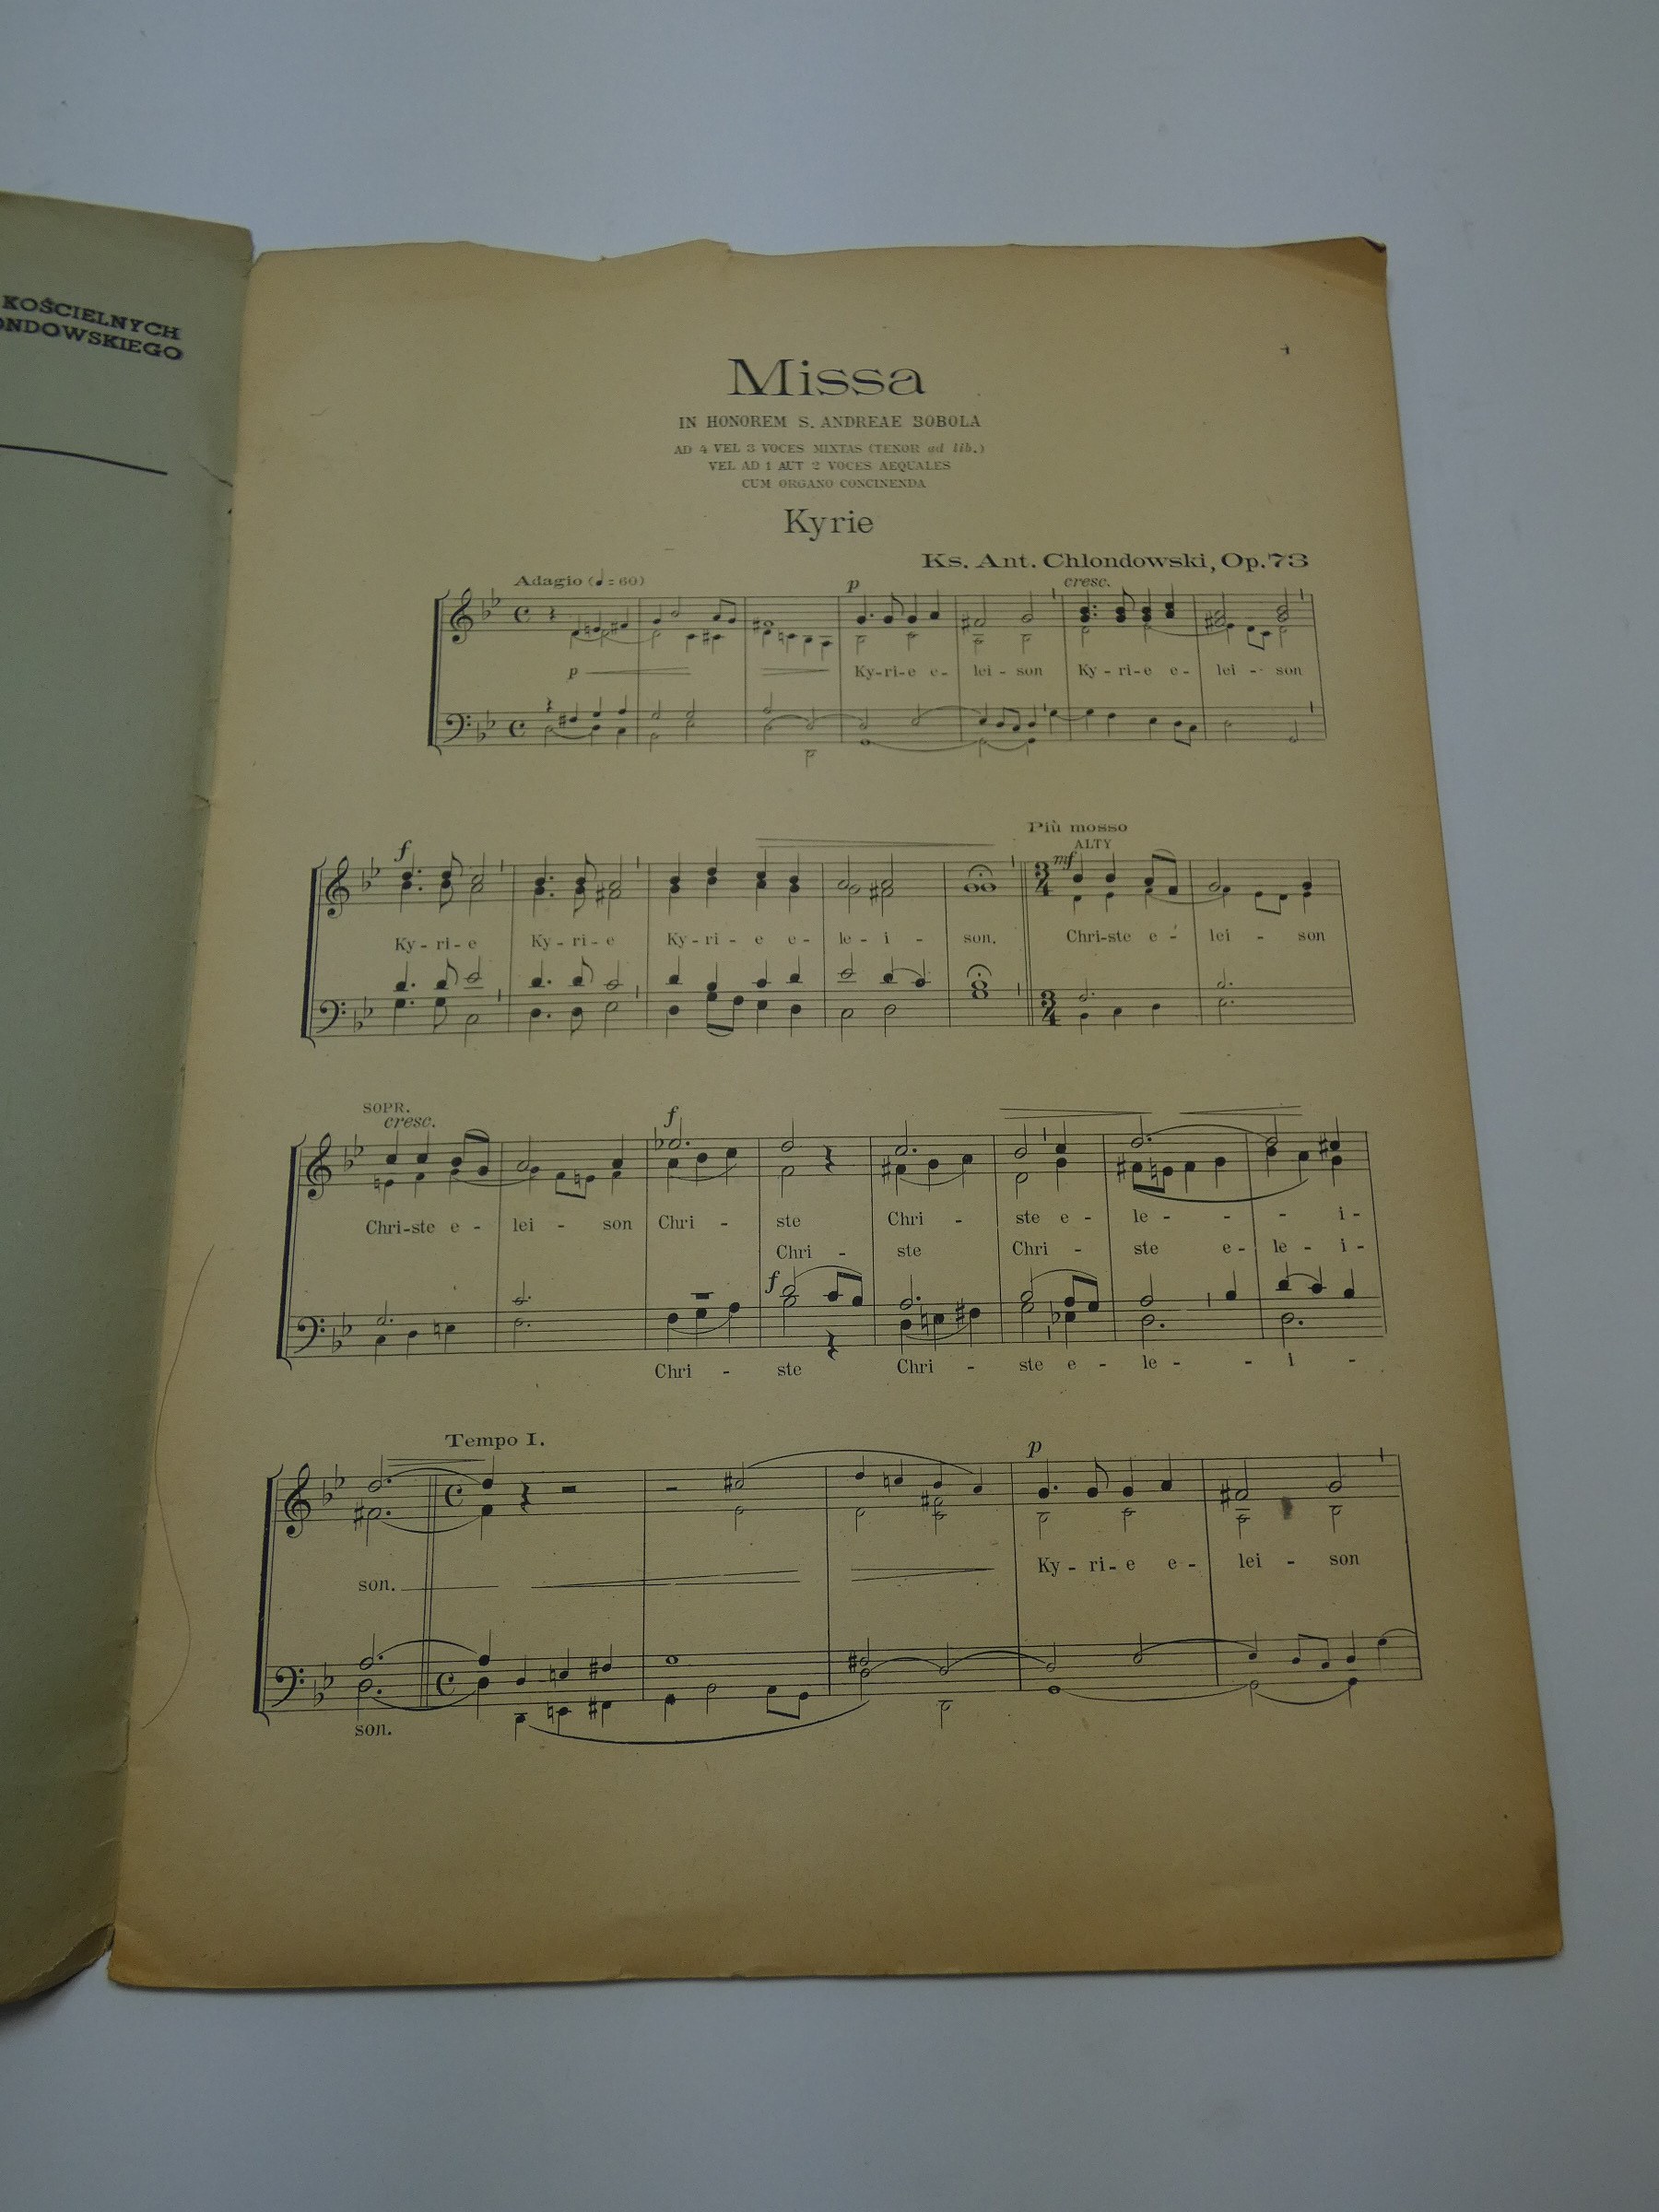 KOŚCIELNYCH
ONDOWSKIEGO
Missa
IN HONOREM S. ANDREAE BOBOLA
AD 4 VEL 3 VOCES MIXTAS (TENOR ad lib.)
VEL AD 1 AUT 2 VOCES AEQUALES
CUM ORGANO CONCINENDA
Kyrie
Ks. Ant. Chlondowski, Op. 73
Adagio (♩= 60)
p cresc.
p Ky-ri-e e- lei - son Ky - ri-e e- lei - son
Più mosso
f mf ALTY
Ky - ri - e Ky - ri - e Ky - ri - e e- le - i - son. Chri-ste e - lei - son
SOPR.
cresc. f
Chri-ste e - lei - son Chri - ste Chri - ste e - le - - - i-
Chri - ste Chri - ste e- le - i-
f
Chri - ste Chri - ste e - le - - i -
Tempo I.
p
son. Ky - ri- e e - lei - son
son.